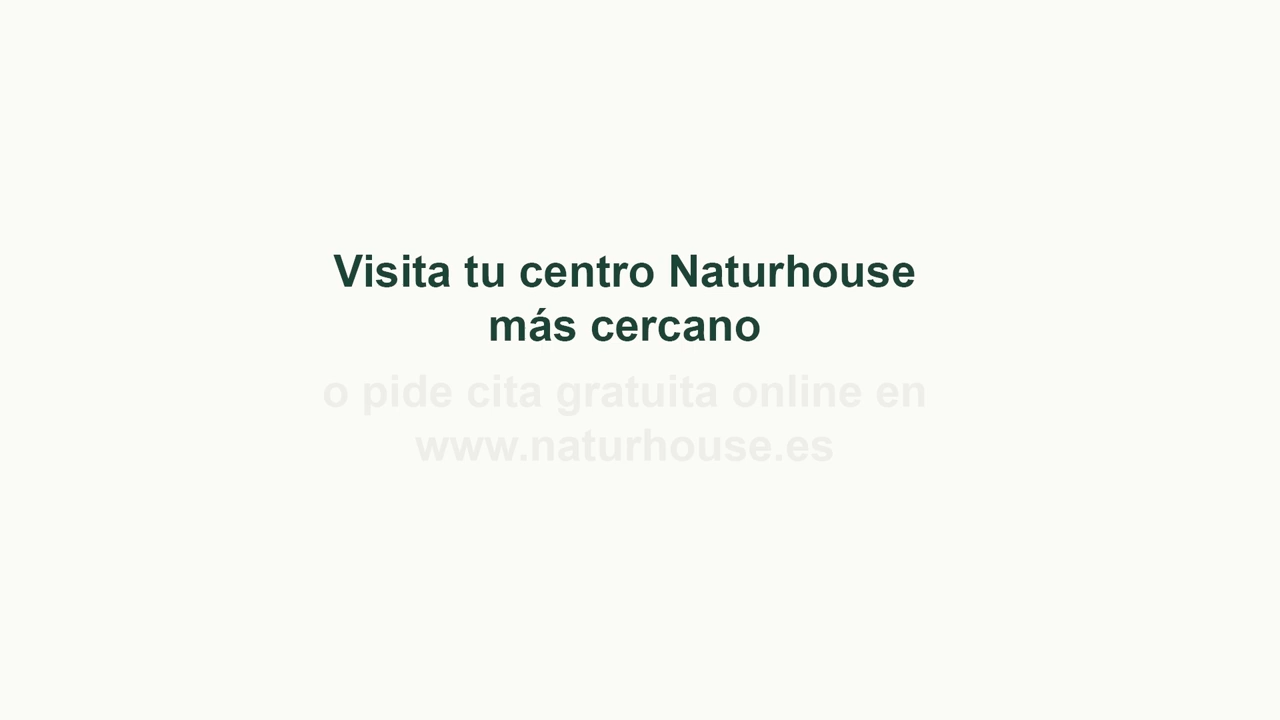 Visita tu centro Naturhouse
más cercano
o pide cita gratuita online en
www.naturhouse.es